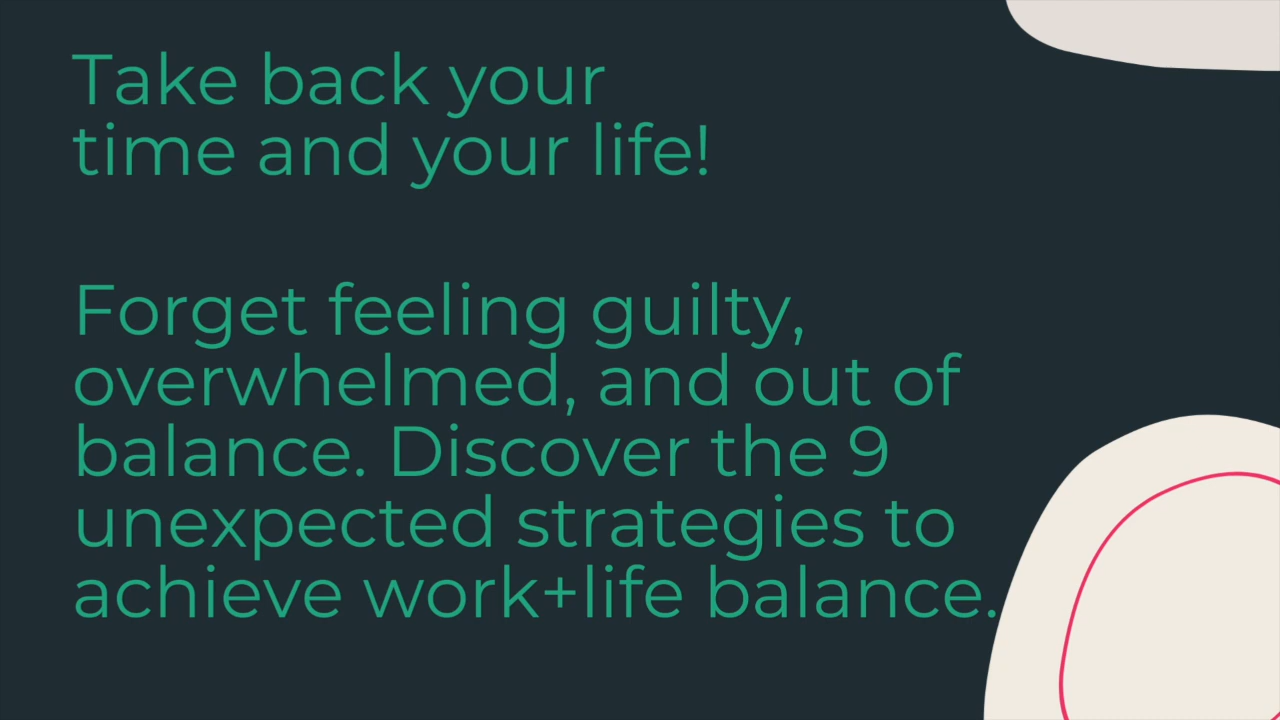 Take back your
time and your life!
Forget feeling guilty,
overwhelmed, and out of
balance. Discover the 9
unexpected strategies to
achieve work+life balance.